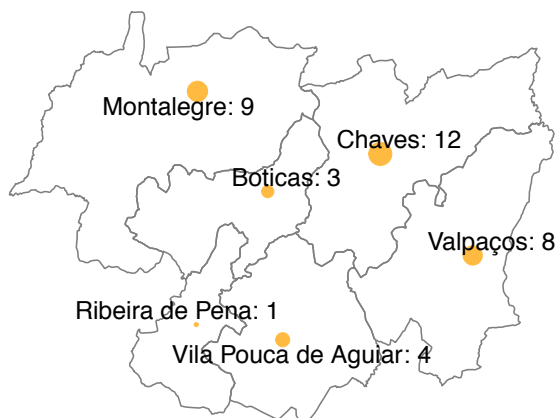 Montalegre: 9
Chaves: 12
Boticas: 3
Valpaços: 8
Ribeira de Pena: 1
Vila Pouca de Aguiar: 4